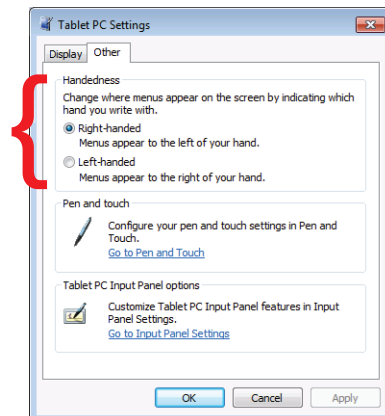 Tablet PC Settings
Display Other
Handedness
Change where menus appear on the screen by indicating which
hand you write with.
Right-handed
Menus appear to the left of your hand.
Left-handed
Menus appear to the right of your hand.
Pen and touch
Configure your pen and touch settings in Pen and
Touch.
Go to Pen and Touch
Tablet PC Input Panel options
Customize Tablet PC Input Panel features in Input
Panel Settings.
Go to Input Panel Settings
OK Cancel Apply